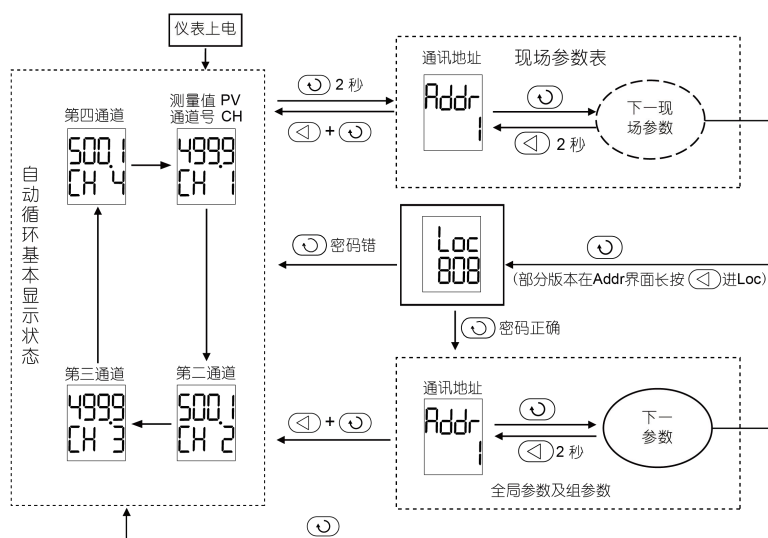 仪表上电
自动循环基本显示状态
第四通道
500.1
CH 4
测量值 PV
通道号 CH
499.9
CH 1
第三通道
499.9
CH 3
第二通道
500.1
CH 2
2 秒
+
通讯地址
现场参数表
Addr
1
2 秒
下一现
场参数
密码错
Loc
808
(部分版本在Addr界面长按 进Loc)
密码正确
+
通讯地址
Addr
1
2 秒
下一
参数
全局参数及组参数